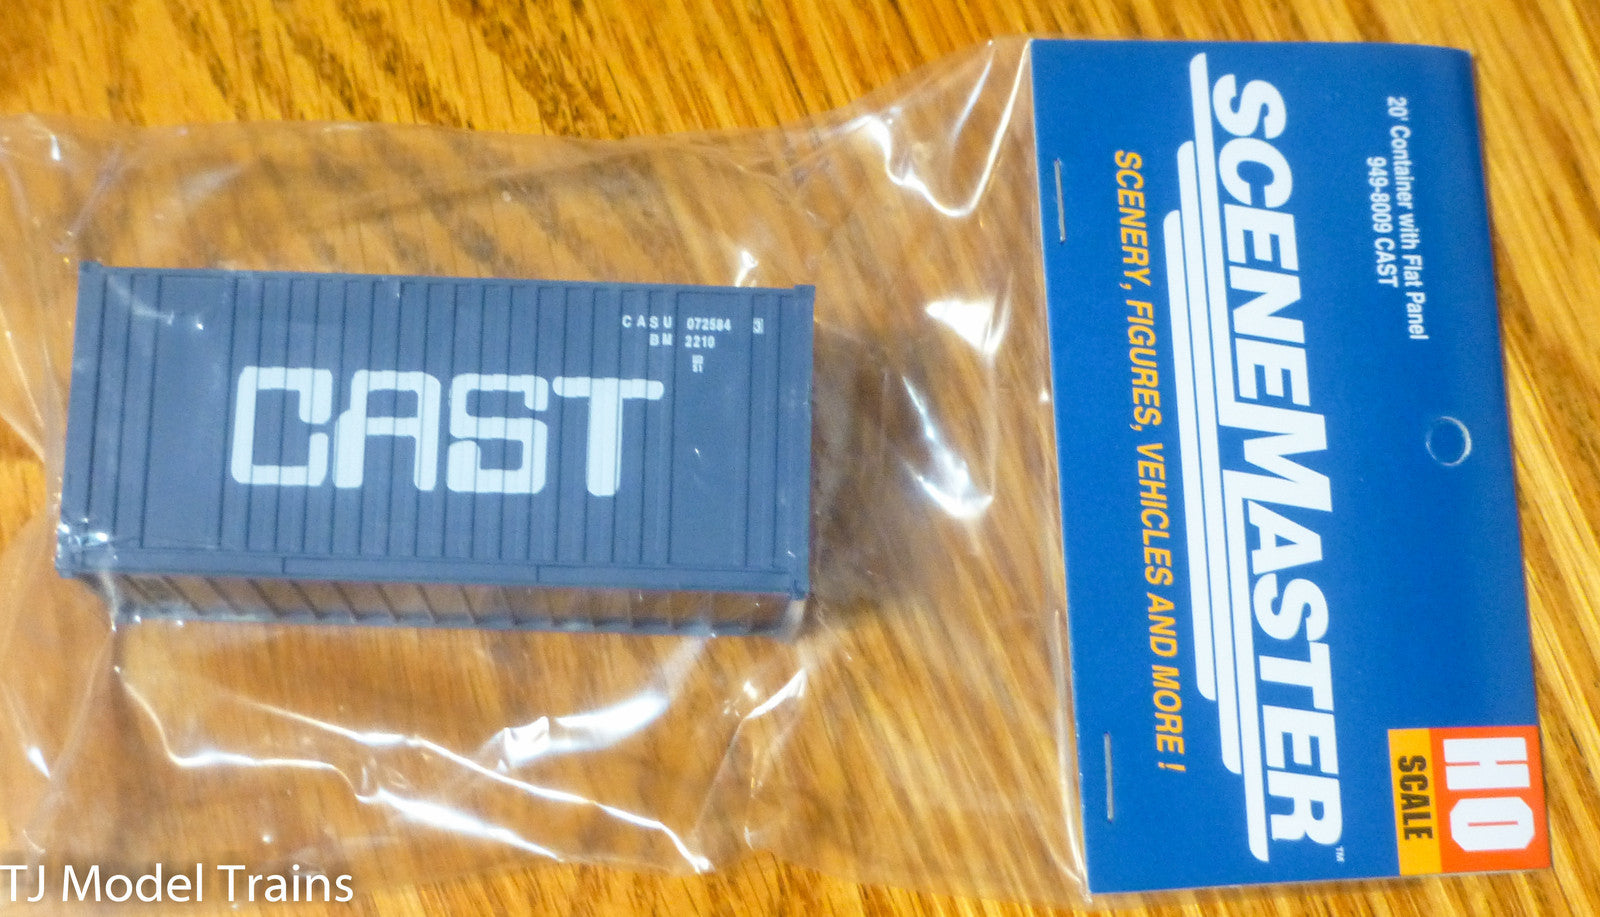 CASU 072584 3
BM 2210
CAST
20' Container with Flat Panel
949-8009 CAST
SCENEMASTER™
SCENERY, FIGURES, VEHICLES AND MORE !
HO
SCALE
TJ Model Trains